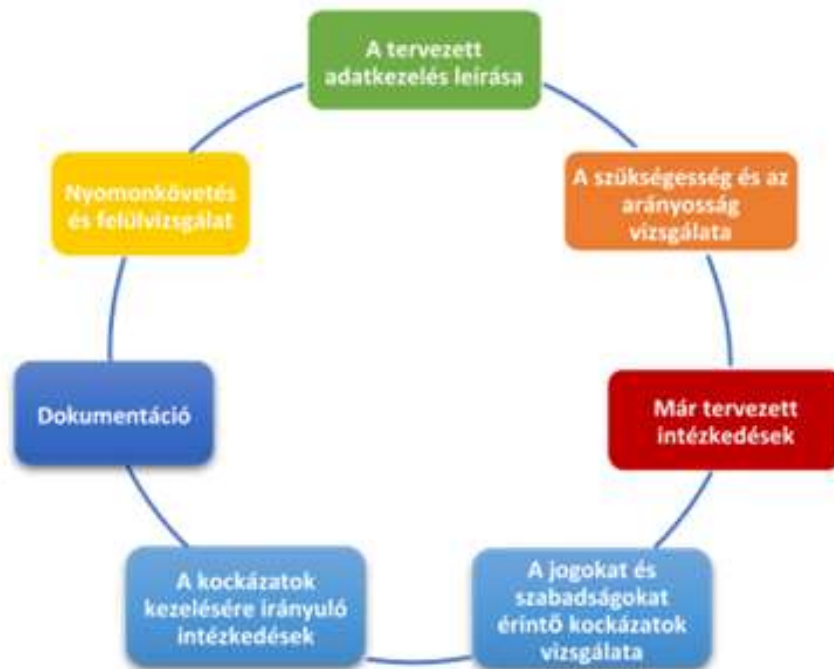 A tervezett
adatkezelés leírása
A szükségesség és az
arányosság
vizsgálata
Már tervezett
intézkedések
A jogokat és
szabadságokat
érintő kockázatok
vizsgálata
A kockázatok
kezelésére irányuló
intézkedések
Dokumentáció
Nyomonkövetés
és felülvizsgálat